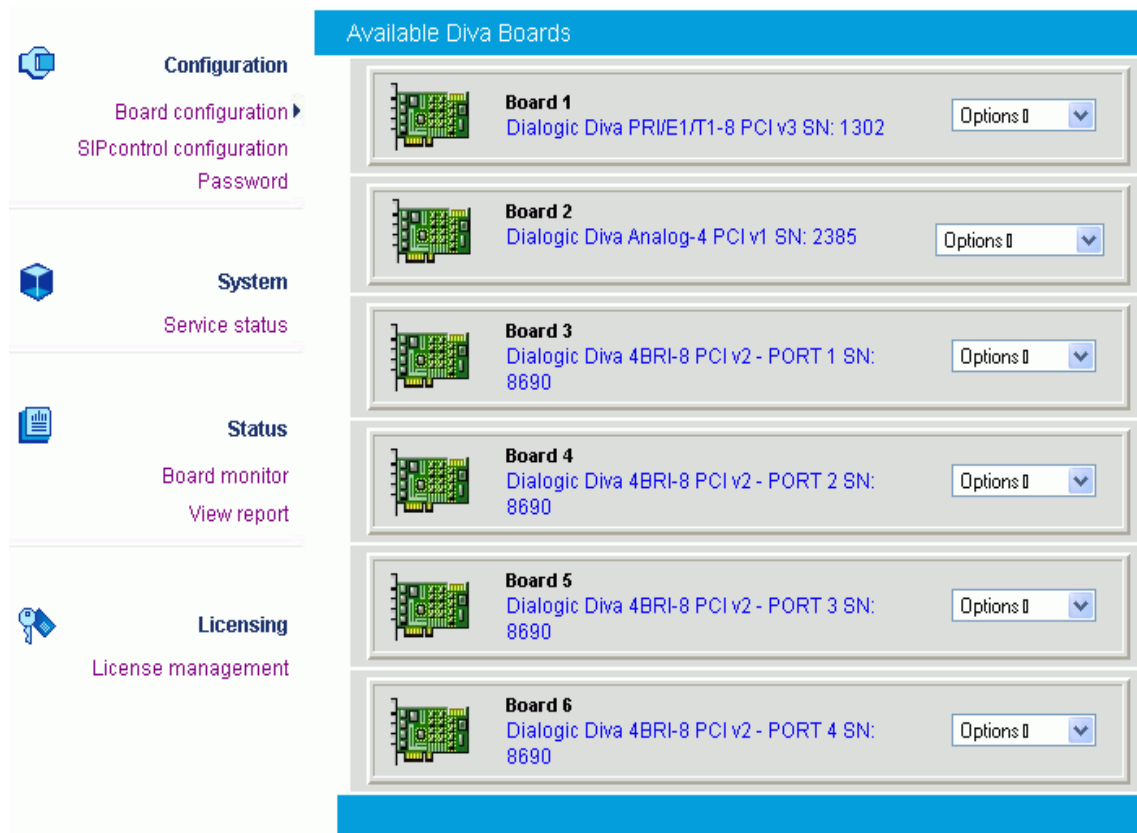 Configuration
Board configuration
SIPcontrol configuration
Password
System
Service status
Status
Board monitor
View report
Licensing
License management
Available Diva Boards
Board 1
Dialogic Diva PRI/E1/T1-8 PCI v3 SN: 1302
Options
Board 2
Dialogic Diva Analog-4 PCI v1 SN: 2385
Options
Board 3
Dialogic Diva 4BRI-8 PCI v2 - PORT 1 SN:
8690
Options
Board 4
Dialogic Diva 4BRI-8 PCI v2 - PORT 2 SN:
8690
Options
Board 5
Dialogic Diva 4BRI-8 PCI v2 - PORT 3 SN:
8690
Options
Board 6
Dialogic Diva 4BRI-8 PCI v2 - PORT 4 SN:
8690
Options